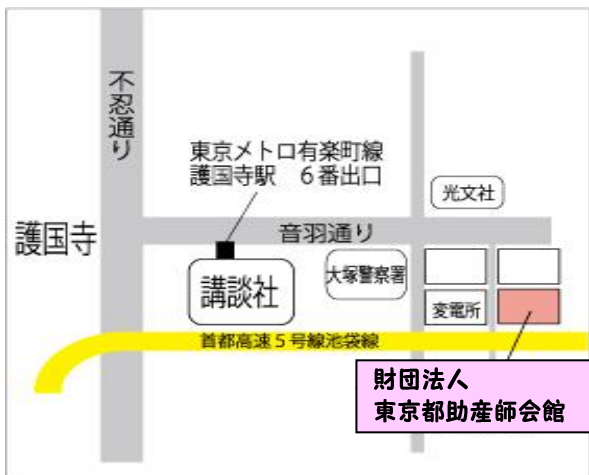 不忍通り
東京メトロ有楽町線
護国寺駅　６番出口
光文社
護国寺
音羽通り
講談社
大塚警察署
変電所
首都高速５号線池袋線
財団法人
東京都助産師会館